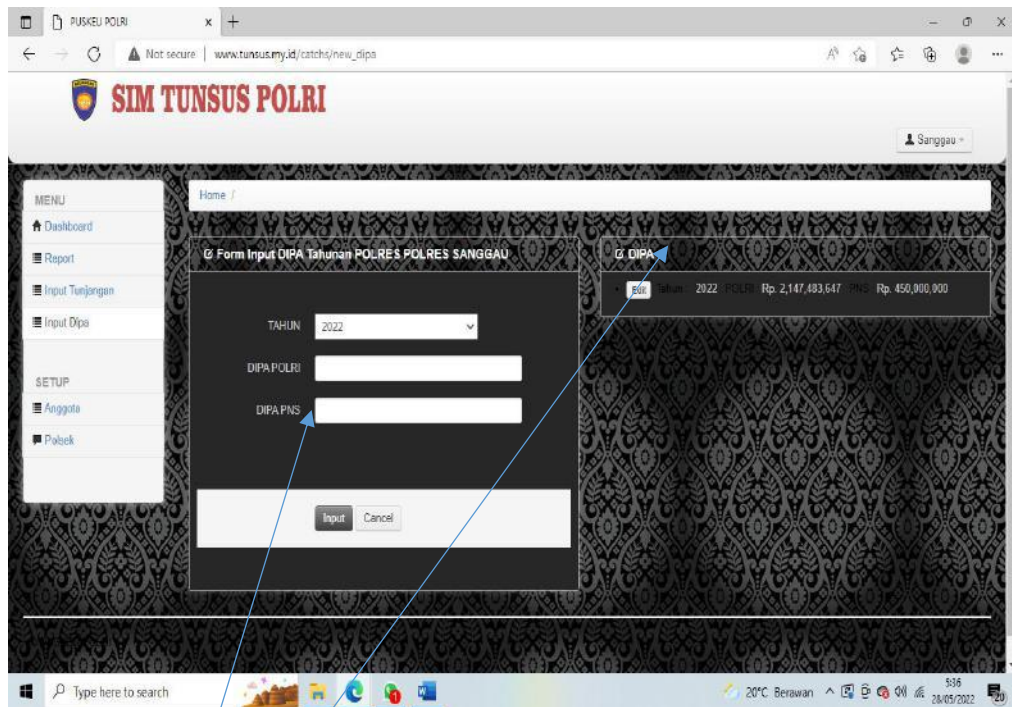 PUSKEU POLRI
Not secure | www.tunsus.my.id/catchs/new_dipa
SIM TUNSUS POLRI
Sanggau
MENU
Dashboard
Report
Input Tunjangan
Input Dipa
SETUP
Anggota
Polsek
Home /
Form Input DIPA Tahunan POLRES POLRES SANGGAU
TAHUN 2022
DIPA POLRI
DIPA PNS
Input Cancel
DIPA
Edit Tahun 2022 POLRI Rp. 2,147,483,647 PNS Rp. 450,000,000
Type here to search
20°C Berawan
5:36
28/05/2022
20